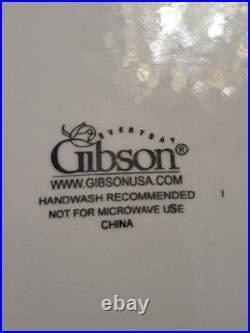 EVERYDAY
Gibson®
WWW.GIBSONUSA.COM
HANDWASH RECOMMENDED
NOT FOR MICROWAVE USE
CHINA